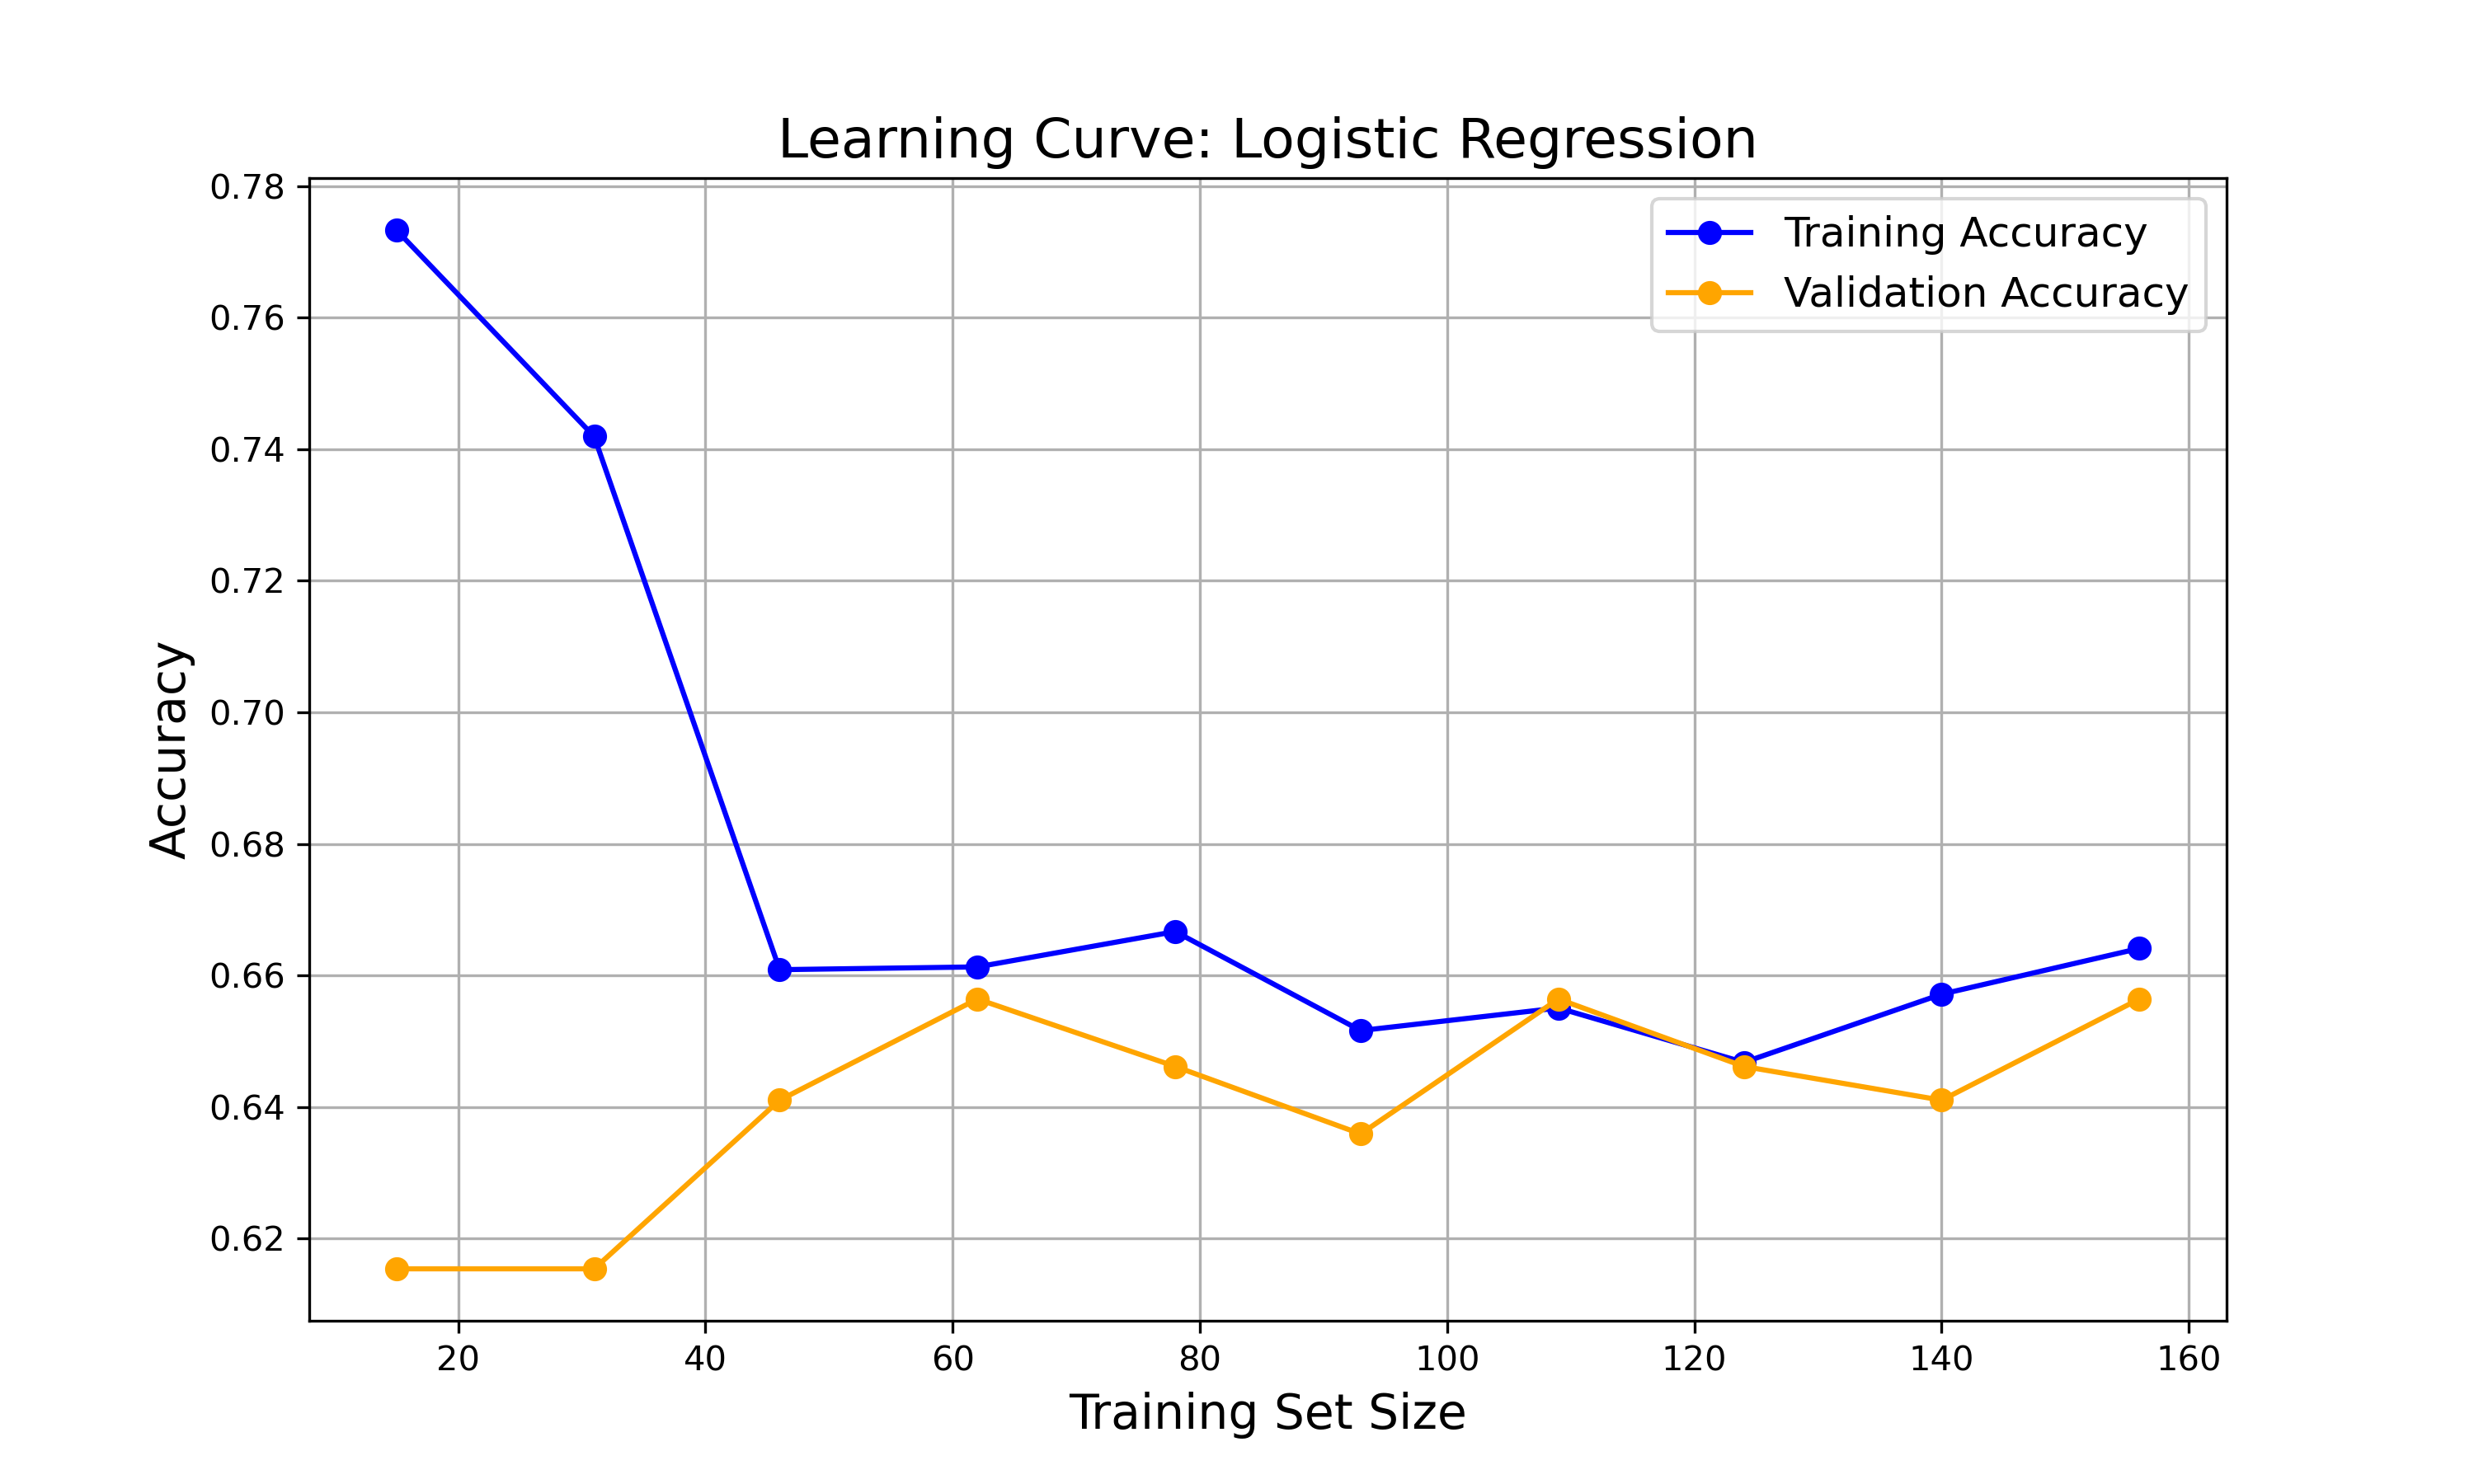 Learning Curve: Logistic Regression
0.78
0.76
0.74
0.72
0.70
0.68
0.66
0.64
0.62
Accuracy
Training Accuracy
Validation Accuracy
20 40 60 80 100 120 140 160
Training Set Size